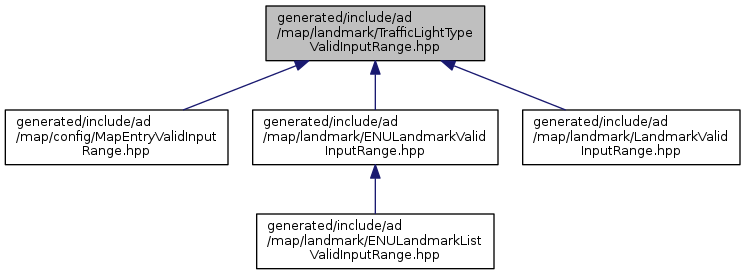 generated/include/ad
/map/landmark/TrafficLightType
ValidInputRange.hpp
generated/include/ad
/map/config/MapEntryValidInput
Range.hpp
generated/include/ad
/map/landmark/ENULandmarkValid
InputRange.hpp
generated/include/ad
/map/landmark/LandmarkValid
InputRange.hpp
generated/include/ad
/map/landmark/ENULandmarkList
ValidInputRange.hpp